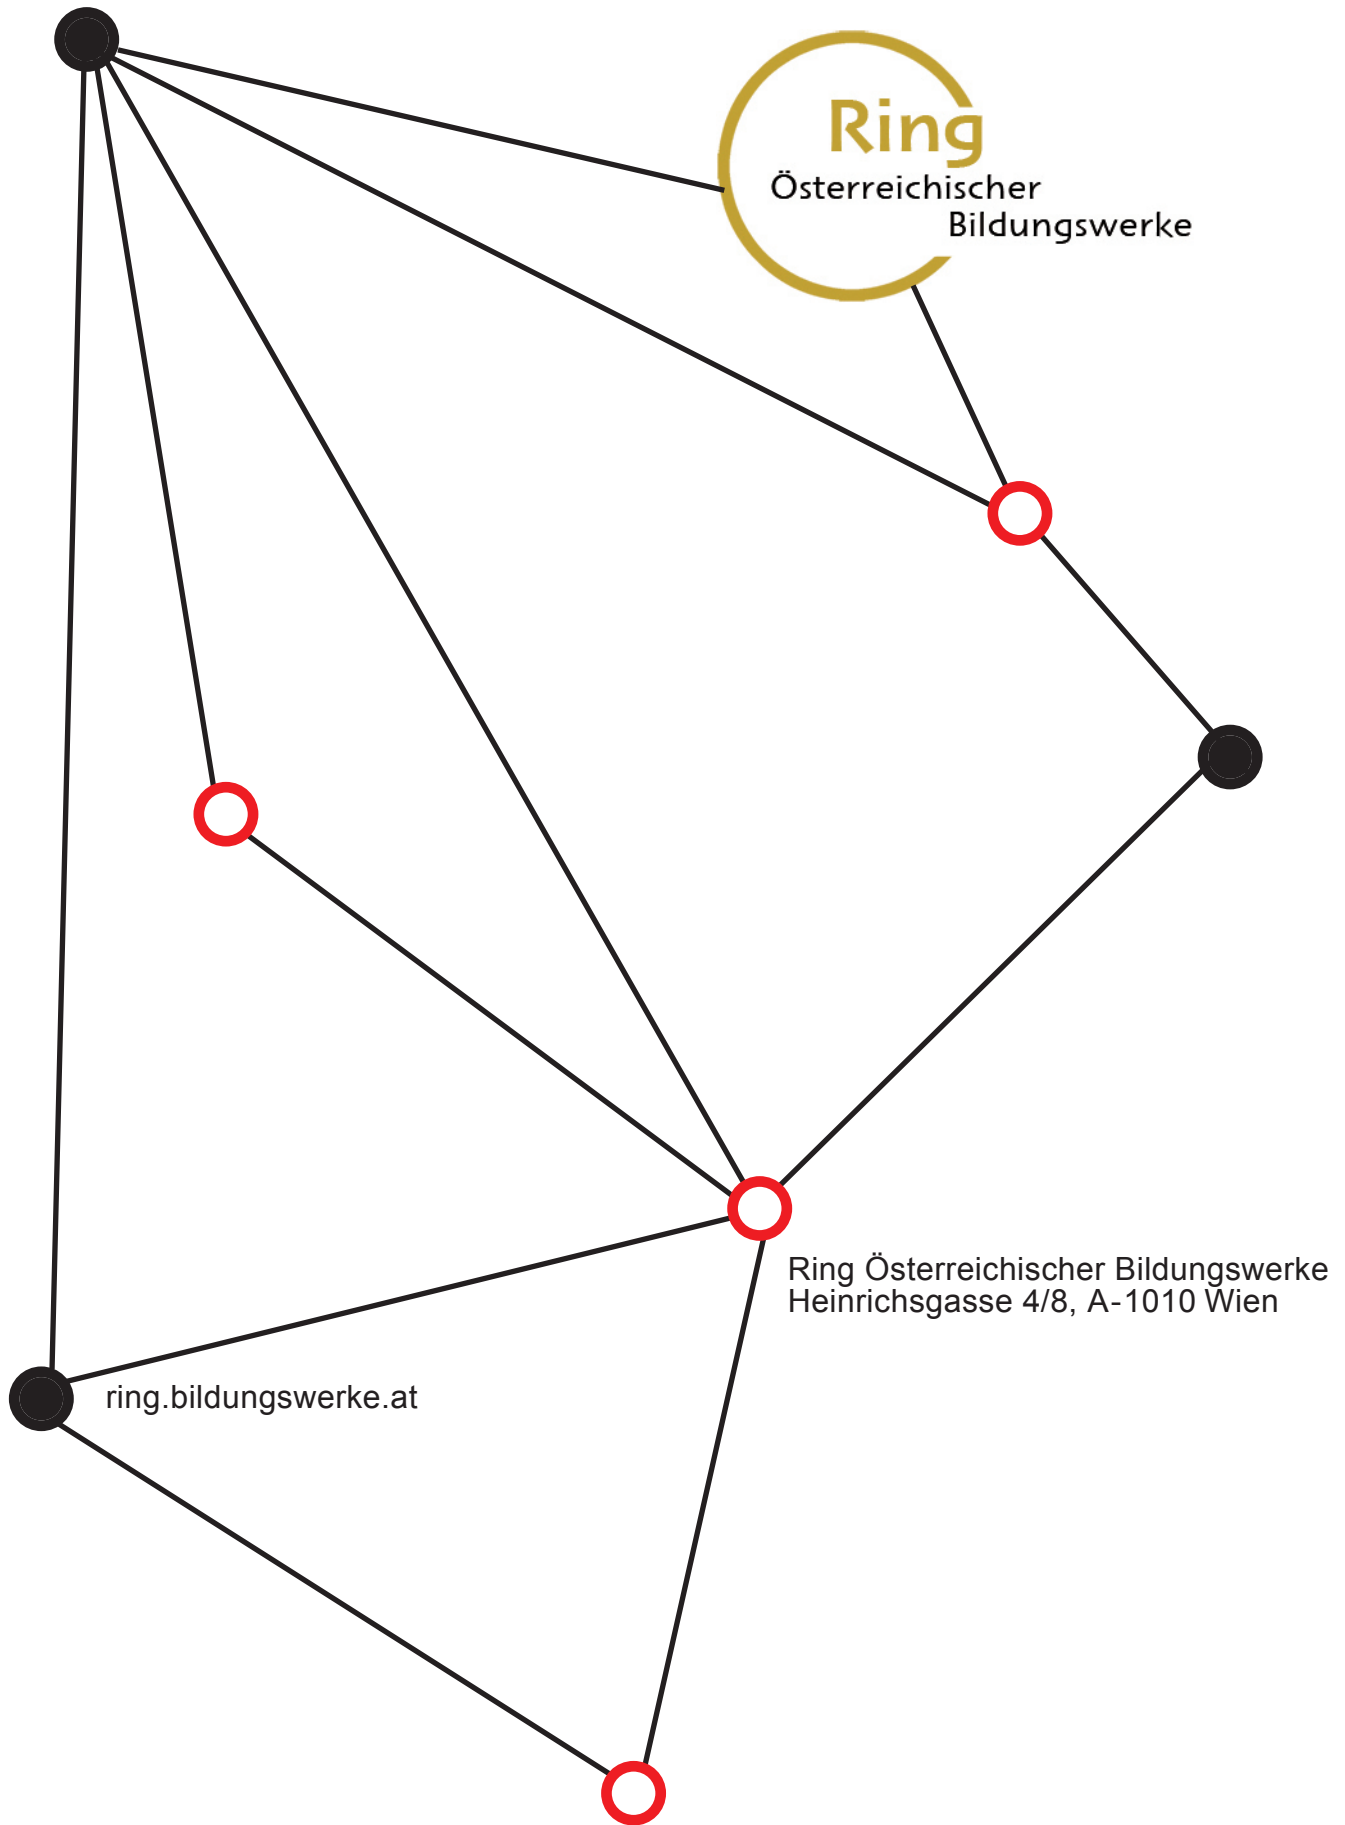 Ring
Österreichischer
Bildungswerke
Ring Österreichischer Bildungswerke
Heinrichsgasse 4/8, A-1010 Wien
ring.bildungswerke.at